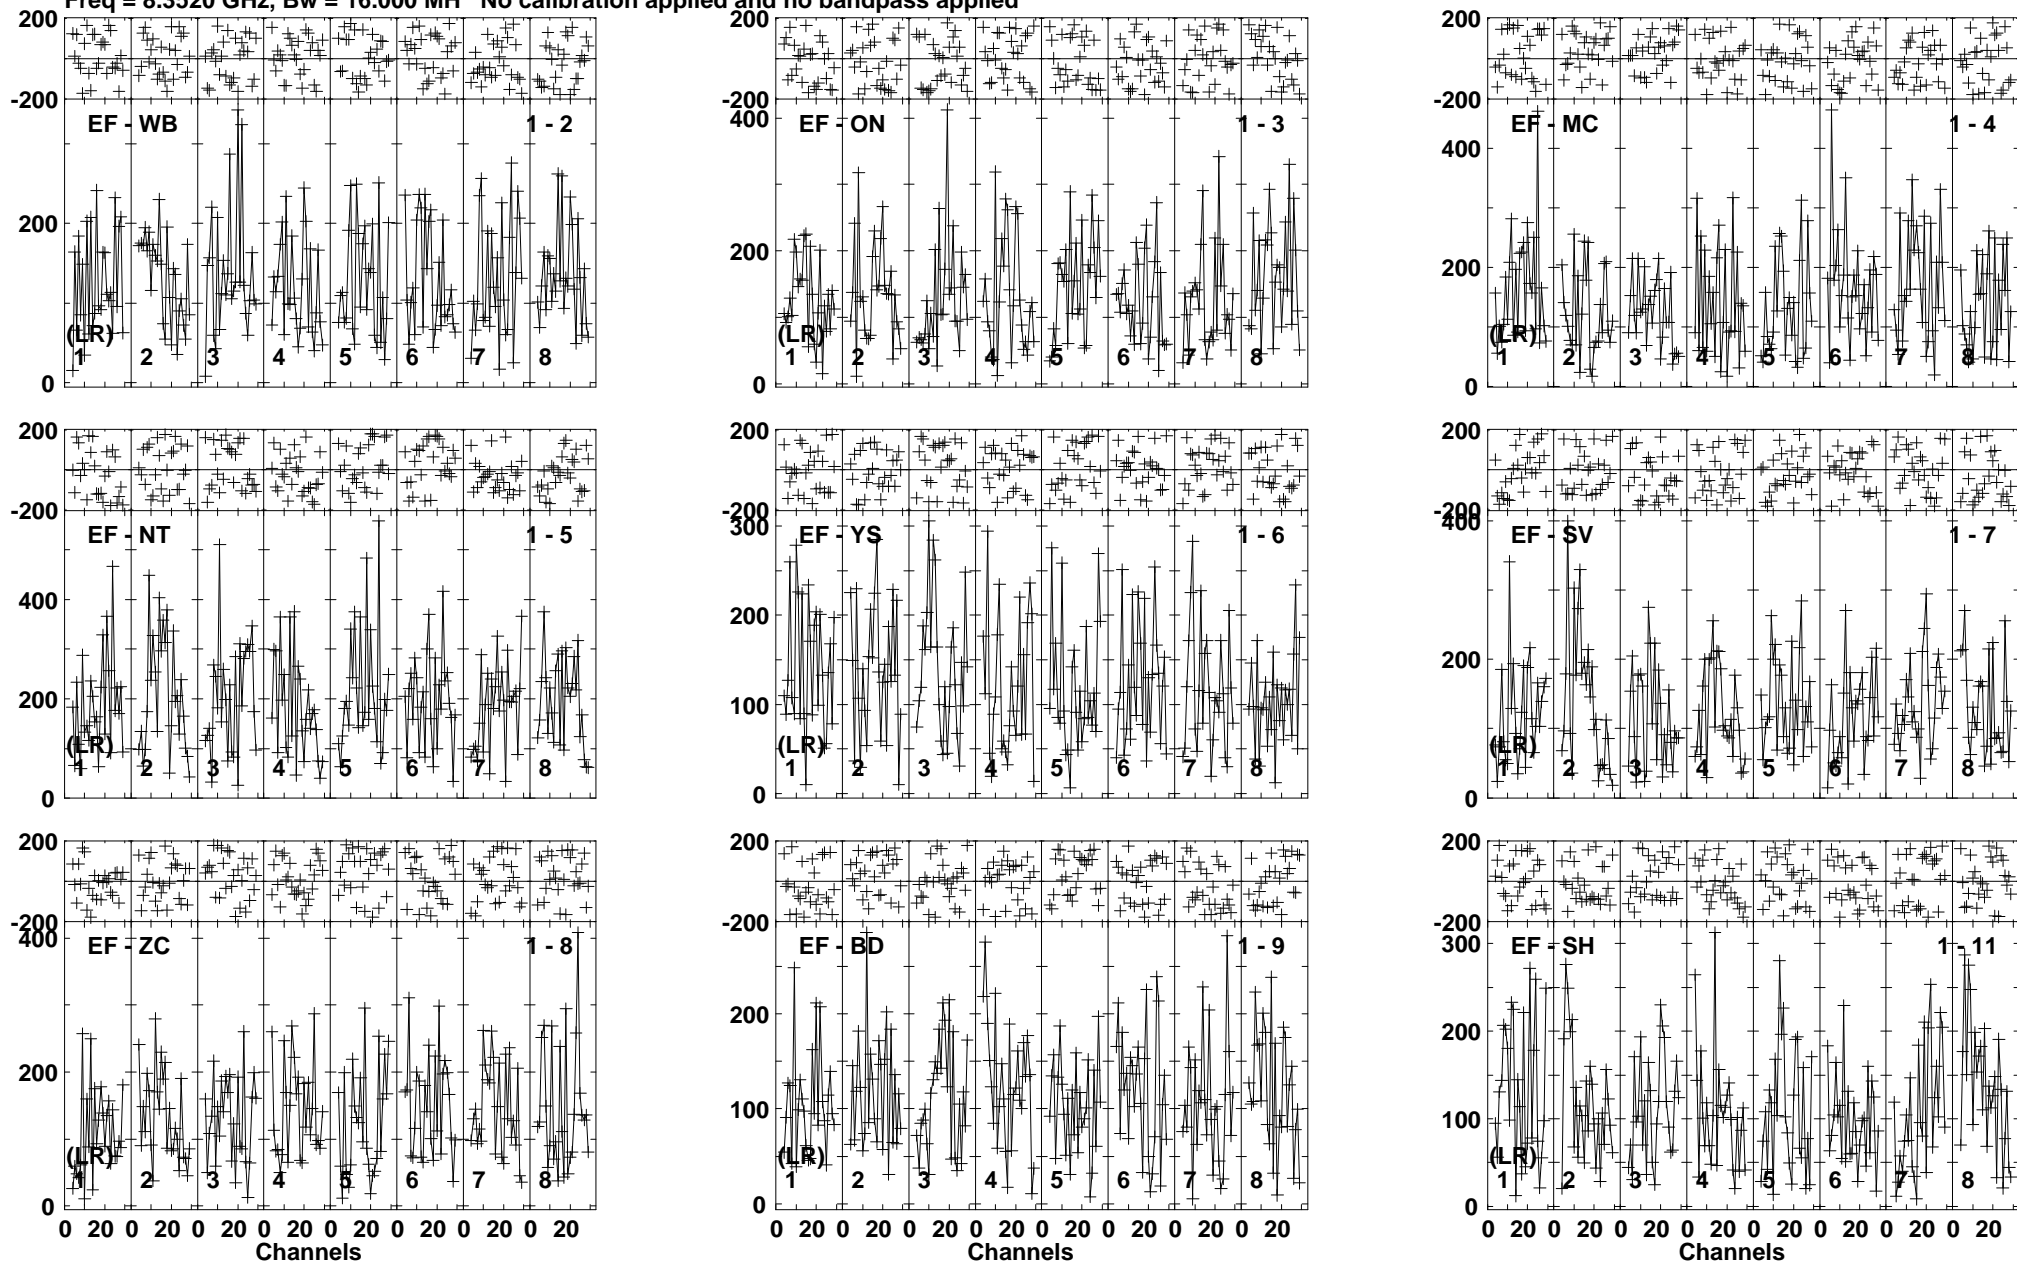 Freq = 8.3520 GHz, Bw = 16.000 MH No calibration applied and no bandpass applied
200 200 200
-200 -200 -200
EF - WB 1 - 2 EF - ON 1 - 3 EF - MC 1 - 4
400 400
200 200 200
(LR) (LR) (LR)
1 2 3 4 5 6 7 8 1 2 3 4 5 6 7 8 1 2 3 4 5 6 7 8
0 0 0
200 200 200
-200 -200 -200
EF - NT 1 - 5 EF - YS 1 - 6 EF - SV 1 - 7
300 400
400 200 200
200 100
(LR) (LR) (LR)
1 2 3 4 5 6 7 8 1 2 3 4 5 6 7 8 1 2 3 4 5 6 7 8
0 0 0
200 200 200
-200 -200 -200
EF - ZC 1 - 8 EF - BD 1 - 9 EF - SH 1 - 11
400 300
200 200 200
100 100
(LR) (LR) (LR)
1 2 3 4 5 6 7 8 1 2 3 4 5 6 7 8 1 2 3 4 5 6 7 8
0 0 0
0 20 0 20 0 20 0 20 0 20 0 20 0 20 0 20 0 20 0 20 0 20 0 20 0 20 0 20 0 20 0 20 0 20 0 20 0 20 0 20 0 20 0 20 0 20 0 20
Channels Channels Channels